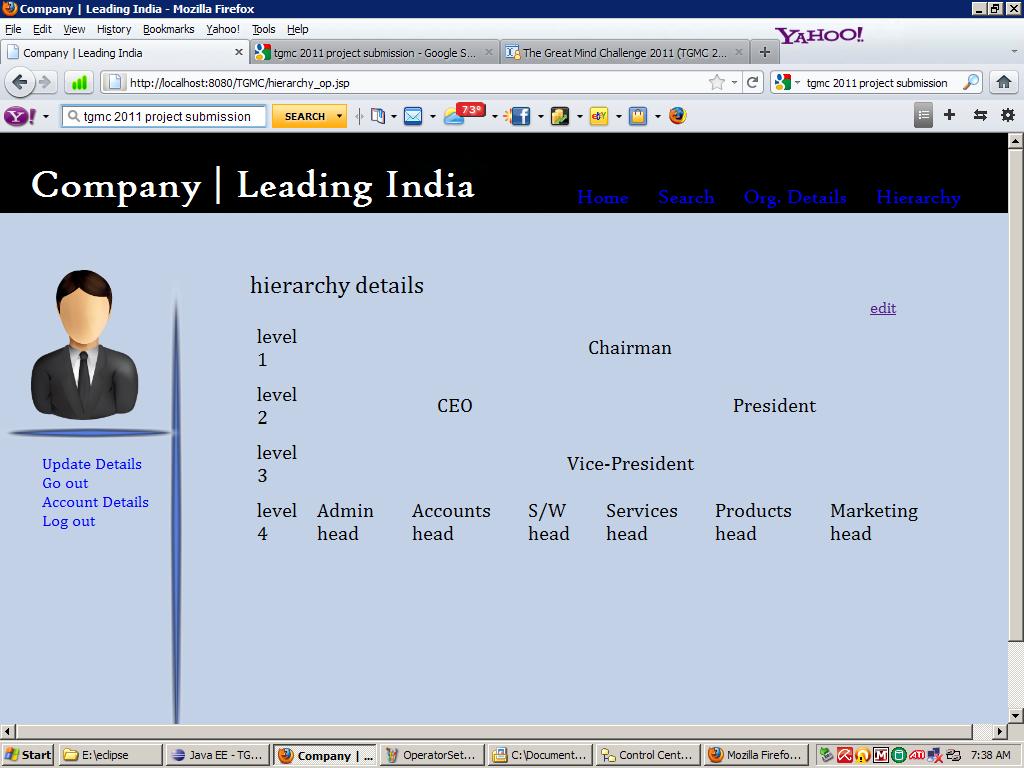 Company | Leading India - Mozilla Firefox
File Edit View History Bookmarks Yahoo! Tools Help
YAHOO!
Company | Leading India
tgmc 2011 project submission - Google S...
The Great Mind Challenge 2011 (TGMC 2...
http://localhost:8080/TGMC/hierarchy_op.jsp
tgmc 2011 project submission
Y! tgmc 2011 project submission SEARCH 73°
Company | Leading India
Home Search Org. Details Hierarchy
hierarchy details
edit
level
1
Chairman
level
2
CEO President
level
3
Vice-President
level Admin Accounts S/W Services Products Marketing
4 head head head head head head
Update Details
Go out
Account Details
Log out
Start E:\eclipse Java EE - TG... Company | ... OperatorSet... C:\Document... Control Cent... Mozilla Firefo... 7:38 AM